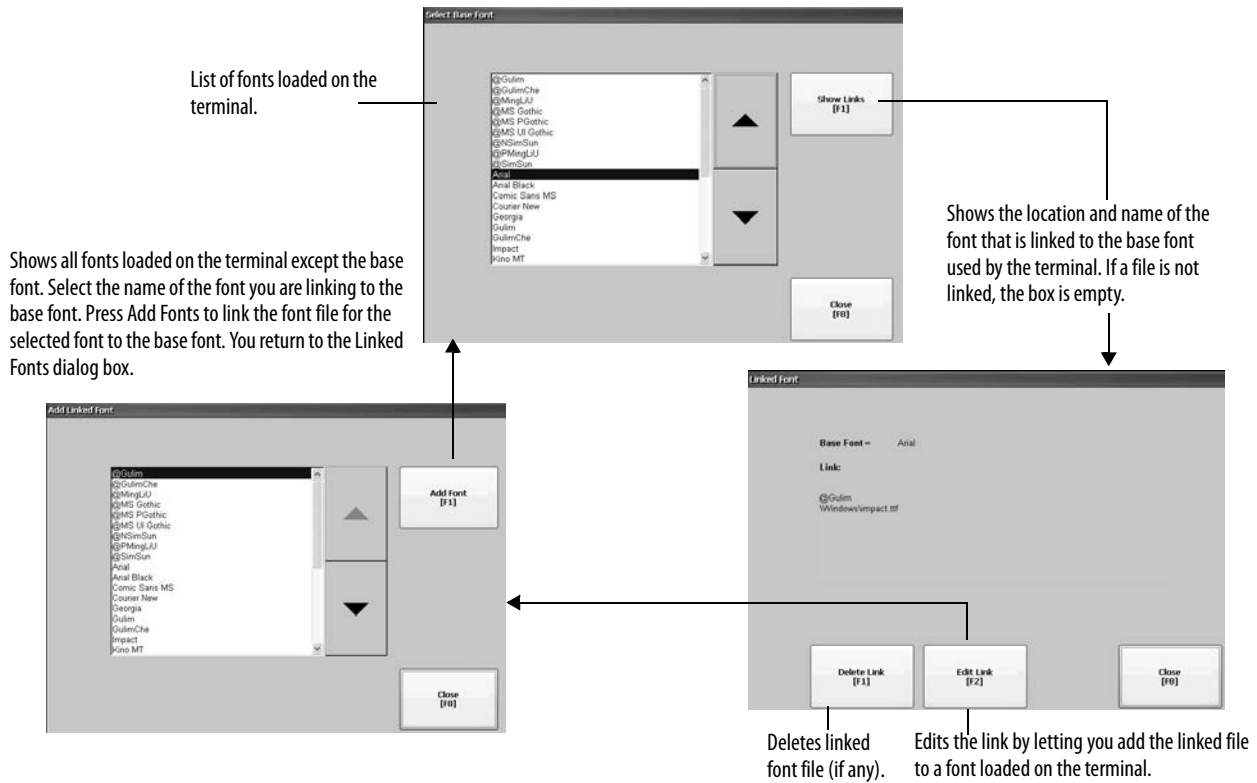 Select Base Font
List of fonts loaded on the
terminal.
@Gulim
@GulimChe
@MingLiU
@MS Gothic
@MS PGothic
@MS UI Gothic
@NSimSun
@PMingLiU
@SimSun
Arial
Arial Black
Comic Sans MS
Courier New
Georgia
Gulim
GulimChe
Impact
Kino MT
Show Links
[F1]
Close
[F8]
Shows the location and name of the
font that is linked to the base font
used by the terminal. If a file is not
linked, the box is empty.
Shows all fonts loaded on the terminal except the base
font. Select the name of the font you are linking to the
base font. Press Add Fonts to link the font file for the
selected font to the base font. You return to the Linked
Fonts dialog box.
Add Linked Font
@Gulim
@GulimChe
@MingLiU
@MS Gothic
@MS PGothic
@MS UI Gothic
@NSimSun
@PMingLiU
@SimSun
Arial
Arial Black
Comic Sans MS
Courier New
Georgia
Gulim
GulimChe
Impact
Kino MT
Add Font
[F1]
Close
[F8]
Linked Font
Base Font = Arial
Link:
@Gulim
\Windows\impact.ttf
Delete Link
[F1]
Edit Link
[F2]
Close
[F8]
Deletes linked
font file (if any).
Edits the link by letting you add the linked file
to a font loaded on the terminal.